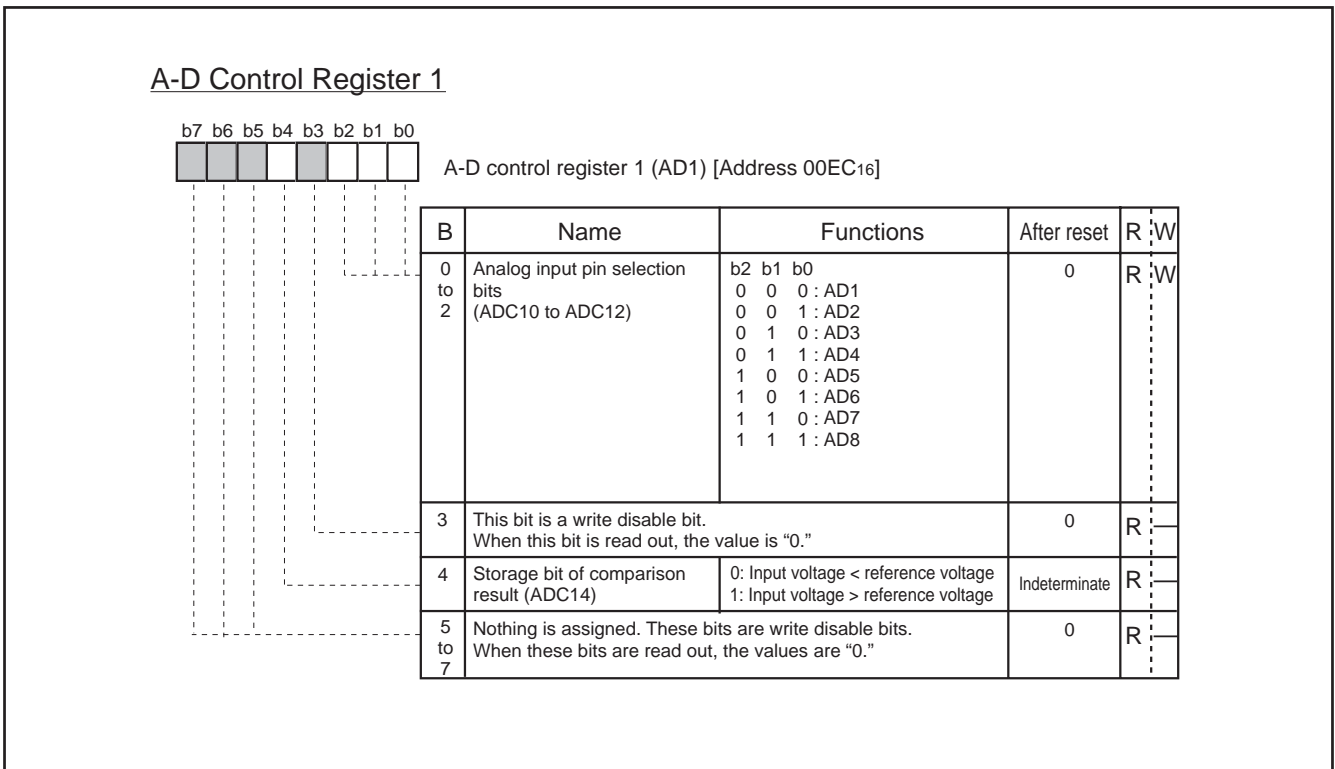 A-D Control Register 1
b7 b6 b5 b4 b3 b2 b1 b0
A-D control register 1 (AD1) [Address 00EC16]
B Name Functions After reset R W
0 to 2 Analog input pin selection bits (ADC10 to ADC12)
b2 b1 b0
0 0 0 : AD1
0 0 1 : AD2
0 1 0 : AD3
0 1 1 : AD4
1 0 0 : AD5
1 0 1 : AD6
1 1 0 : AD7
1 1 1 : AD8
0 R W
3 This bit is a write disable bit.
When this bit is read out, the value is “0.”
0 R —
4 Storage bit of comparison result (ADC14)
0: Input voltage < reference voltage
1: Input voltage > reference voltage
Indeterminate R —
5 to 7 Nothing is assigned. These bits are write disable bits.
When these bits are read out, the values are “0.”
0 R —